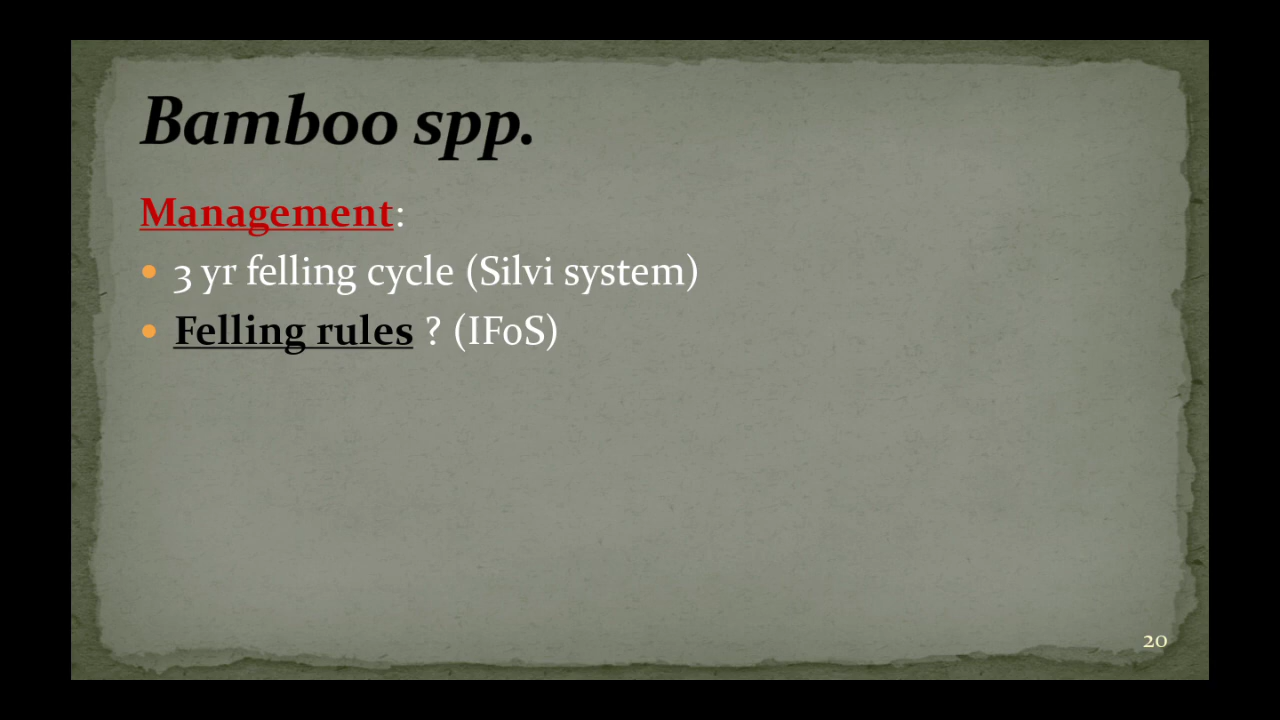 Bamboo spp.
Management:
• 3 yr felling cycle (Silvi system)
• Felling rules ? (IFoS)
20